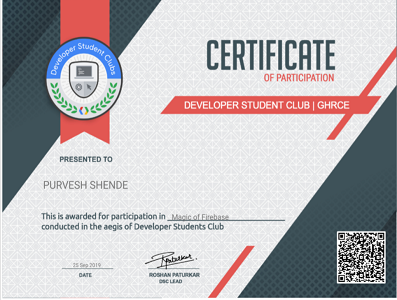 Developer Student Clubs
CERTIFICATE
OF PARTICIPATION
DEVELOPER STUDENT CLUB | GHRCE
PRESENTED TO
PURVESH SHENDE
This is awarded for participation in Magic of Firebase
conducted in the aegis of Developer Students Club
25 Sep 2019
DATE
ROSHAN PATURKAR
DSC LEAD